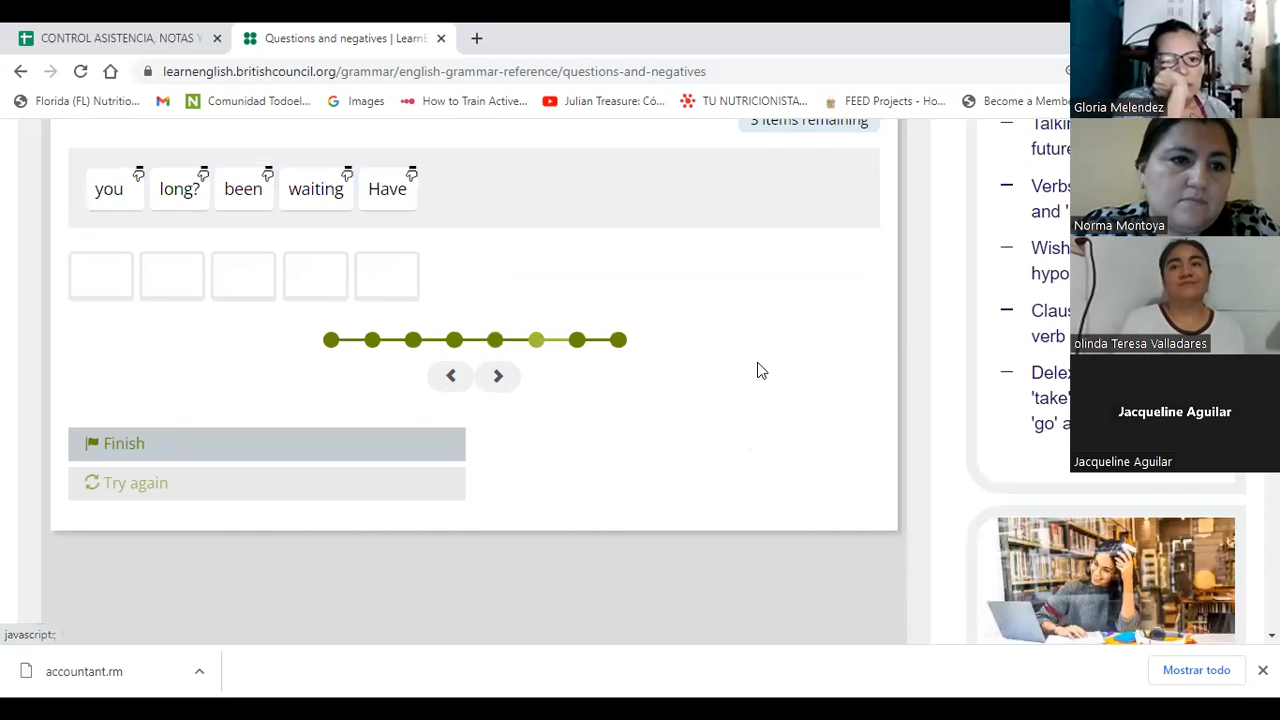 CONTROL ASISTENCIA, NOTAS Y
Questions and negatives | LearnE
learnenglish.britishcouncil.org/grammar/english-grammar-reference/questions-and-negatives
Florida (FL) Nutritio...
Comunidad Todoel...
Images
How to Train Active...
Julian Treasure: Có...
TU NUTRICIONISTA...
FEED Projects - Ho...
Become a Membe
3 items remaining
you
long?
been
waiting
Have
Finish
Try again
Talkin
future
Verbs
and '
Wish
hypo
Claus
verb
Delex
'take'
'go' a
Gloria Melendez
Norma Montoya
olinda Teresa Valladares
Jacqueline Aguilar
Jacqueline Aguilar
javascript:;
accountant.rm
Mostrar todo